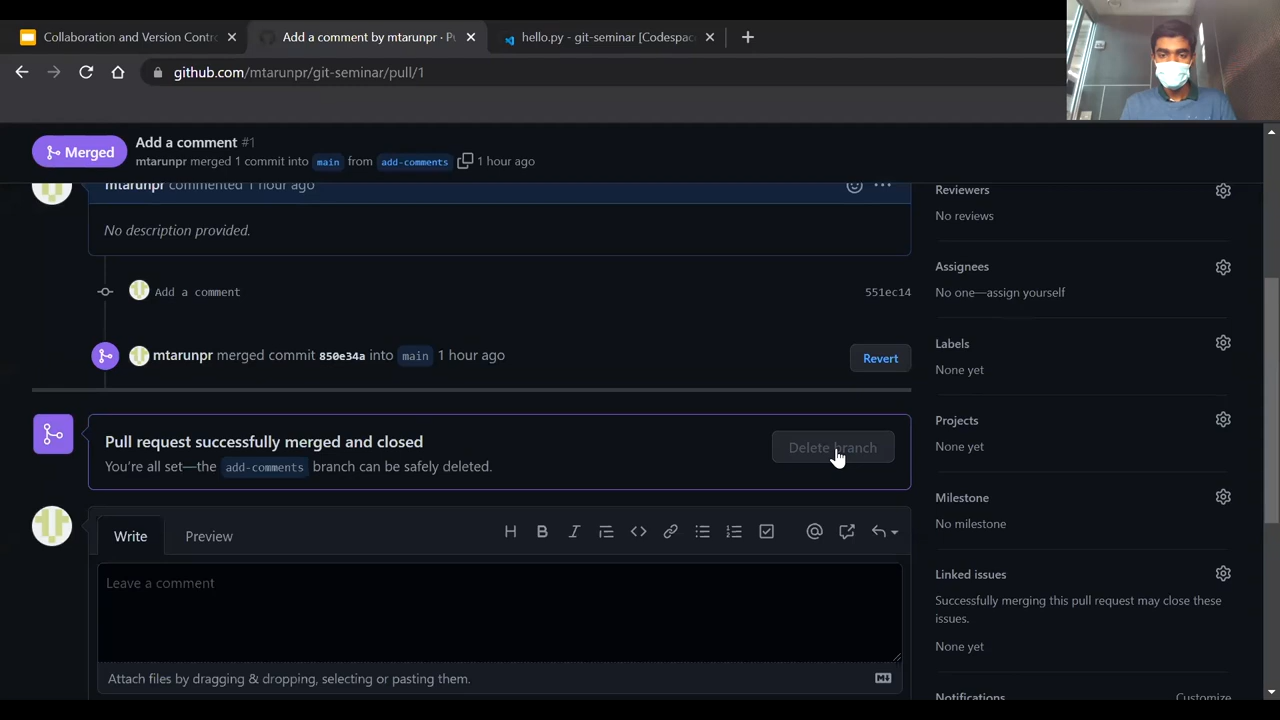 Collaboration and Version Contro
Add a comment by mtarunpr · Pu
hello.py - git-seminar [Codespac
github.com/mtarunpr/git-seminar/pull/1
Merged
Add a comment #1
mtarunpr merged 1 commit into main from add-comments 1 hour ago
mtarunpr commented 1 hour ago
No description provided.
Add a comment
551ec14
mtarunpr merged commit 850e34a into main 1 hour ago
Revert
Pull request successfully merged and closed
You're all set—the add-comments branch can be safely deleted.
Delete branch
Write
Preview
Leave a comment
Attach files by dragging & dropping, selecting or pasting them.
Reviewers
No reviews
Assignees
No one—assign yourself
Labels
None yet
Projects
None yet
Milestone
No milestone
Linked issues
Successfully merging this pull request may close these
issues.
None yet
Notifications
Customize